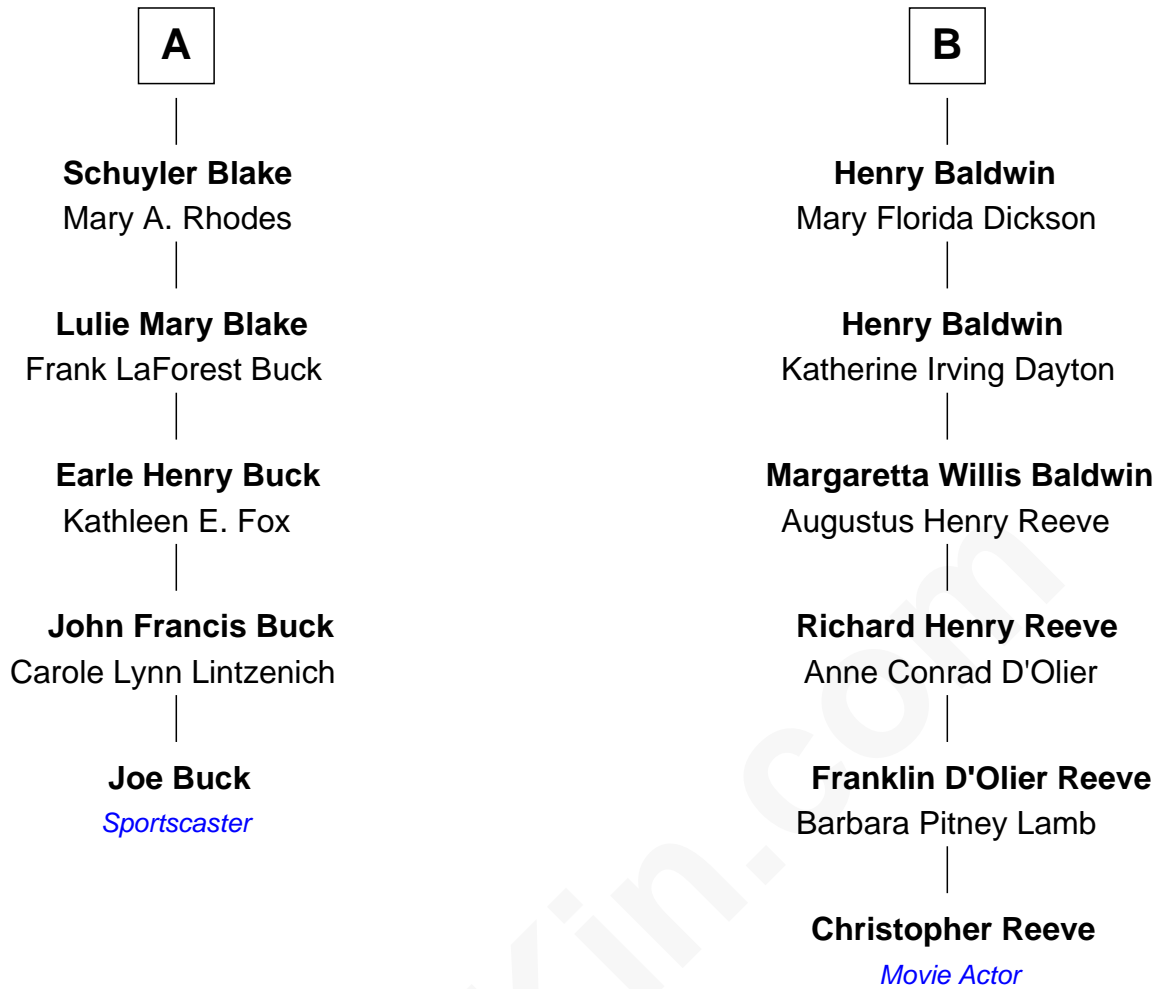 A
Schuyler Blake
Mary A. Rhodes
Lulie Mary Blake
Frank LaForest Buck
Earle Henry Buck
Kathleen E. Fox
John Francis Buck
Carole Lynn Lintzenich
Joe Buck
Sportscaster
B
Henry Baldwin
Mary Florida Dickson
Henry Baldwin
Katherine Irving Dayton
Margaretta Willis Baldwin
Augustus Henry Reeve
Richard Henry Reeve
Anne Conrad D'Olier
Franklin D'Olier Reeve
Barbara Pitney Lamb
Christopher Reeve
Movie Actor
Kin.com